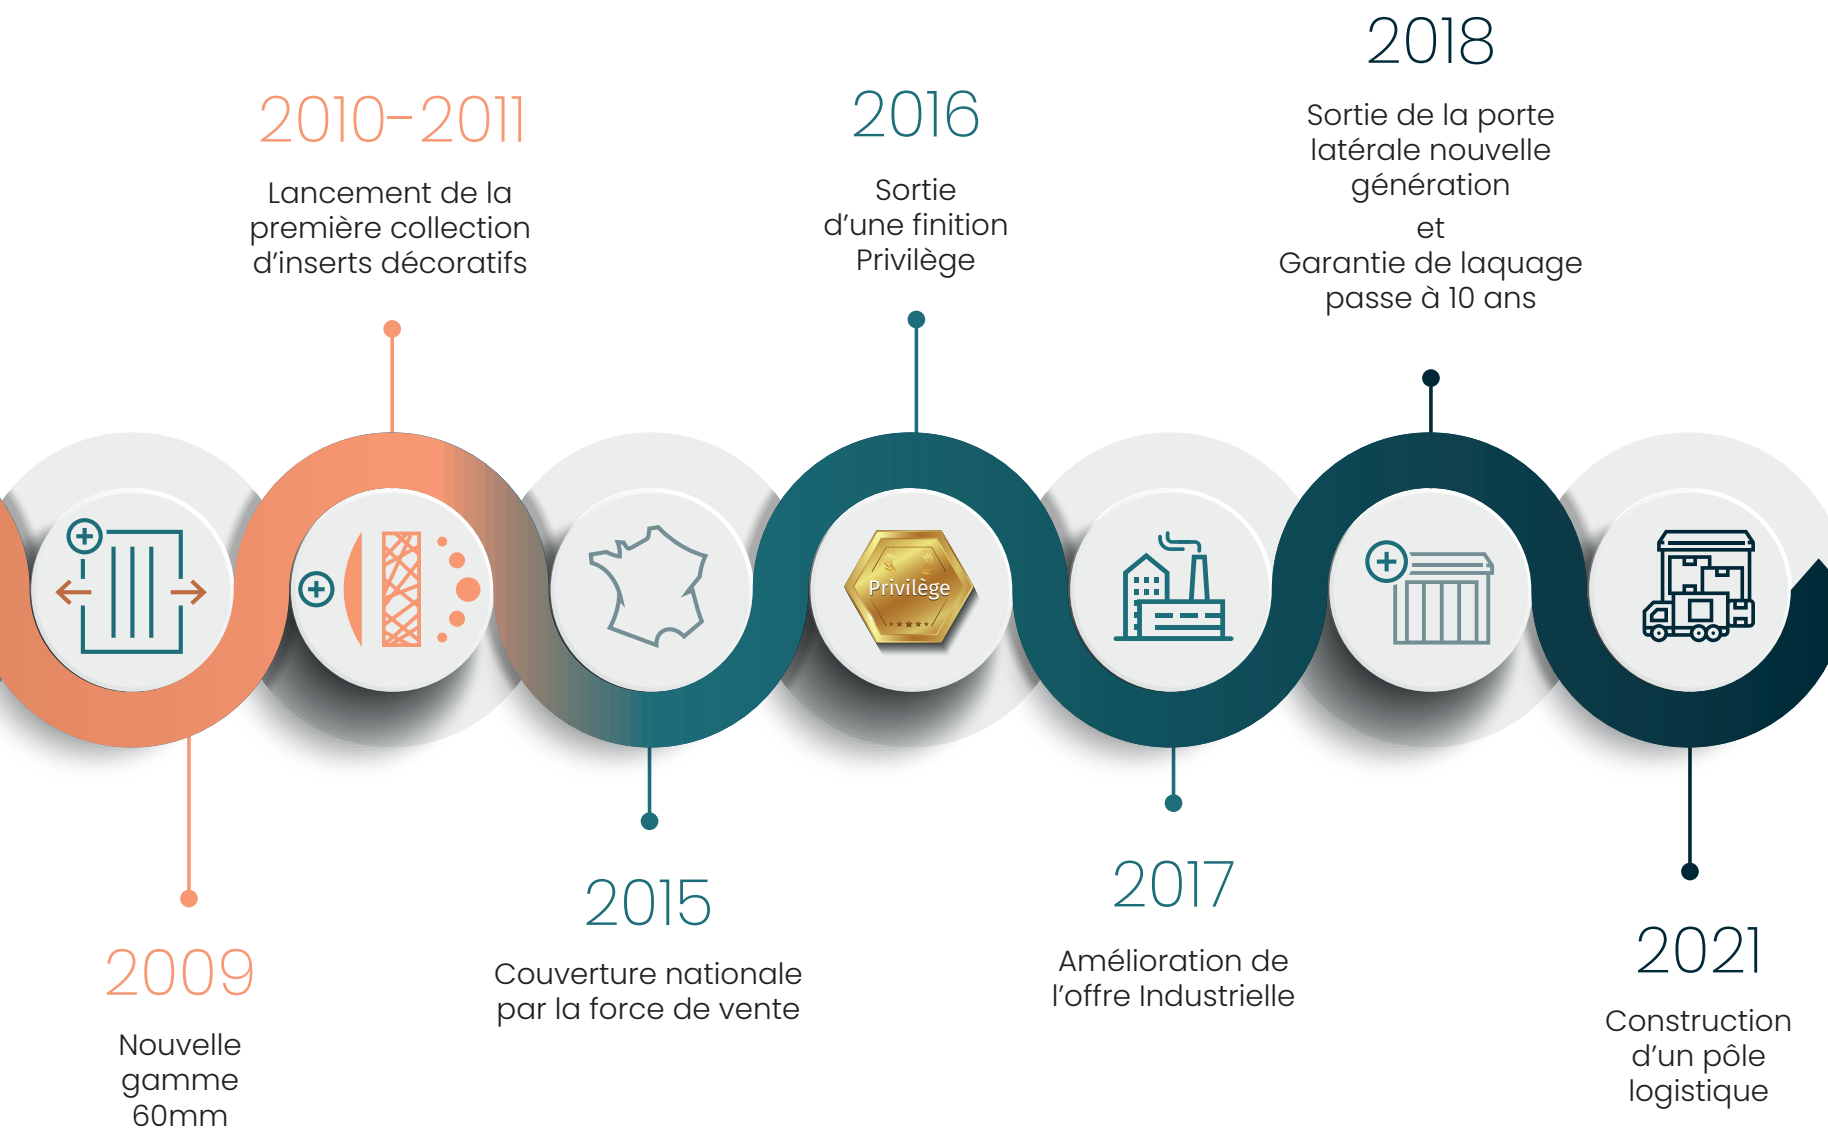 2009
Nouvelle
gamme
60mm
2010-2011
Lancement de la
première collection
d’inserts décoratifs
2015
Couverture nationale
par la force de vente
2016
Sortie
d’une finition
Privilège
Privilège
2017
Amélioration de
l’offre Industrielle
2018
Sortie de la porte
latérale nouvelle
génération
et
Garantie de laquage
passe à 10 ans
2021
Construction
d’un pôle
logistique